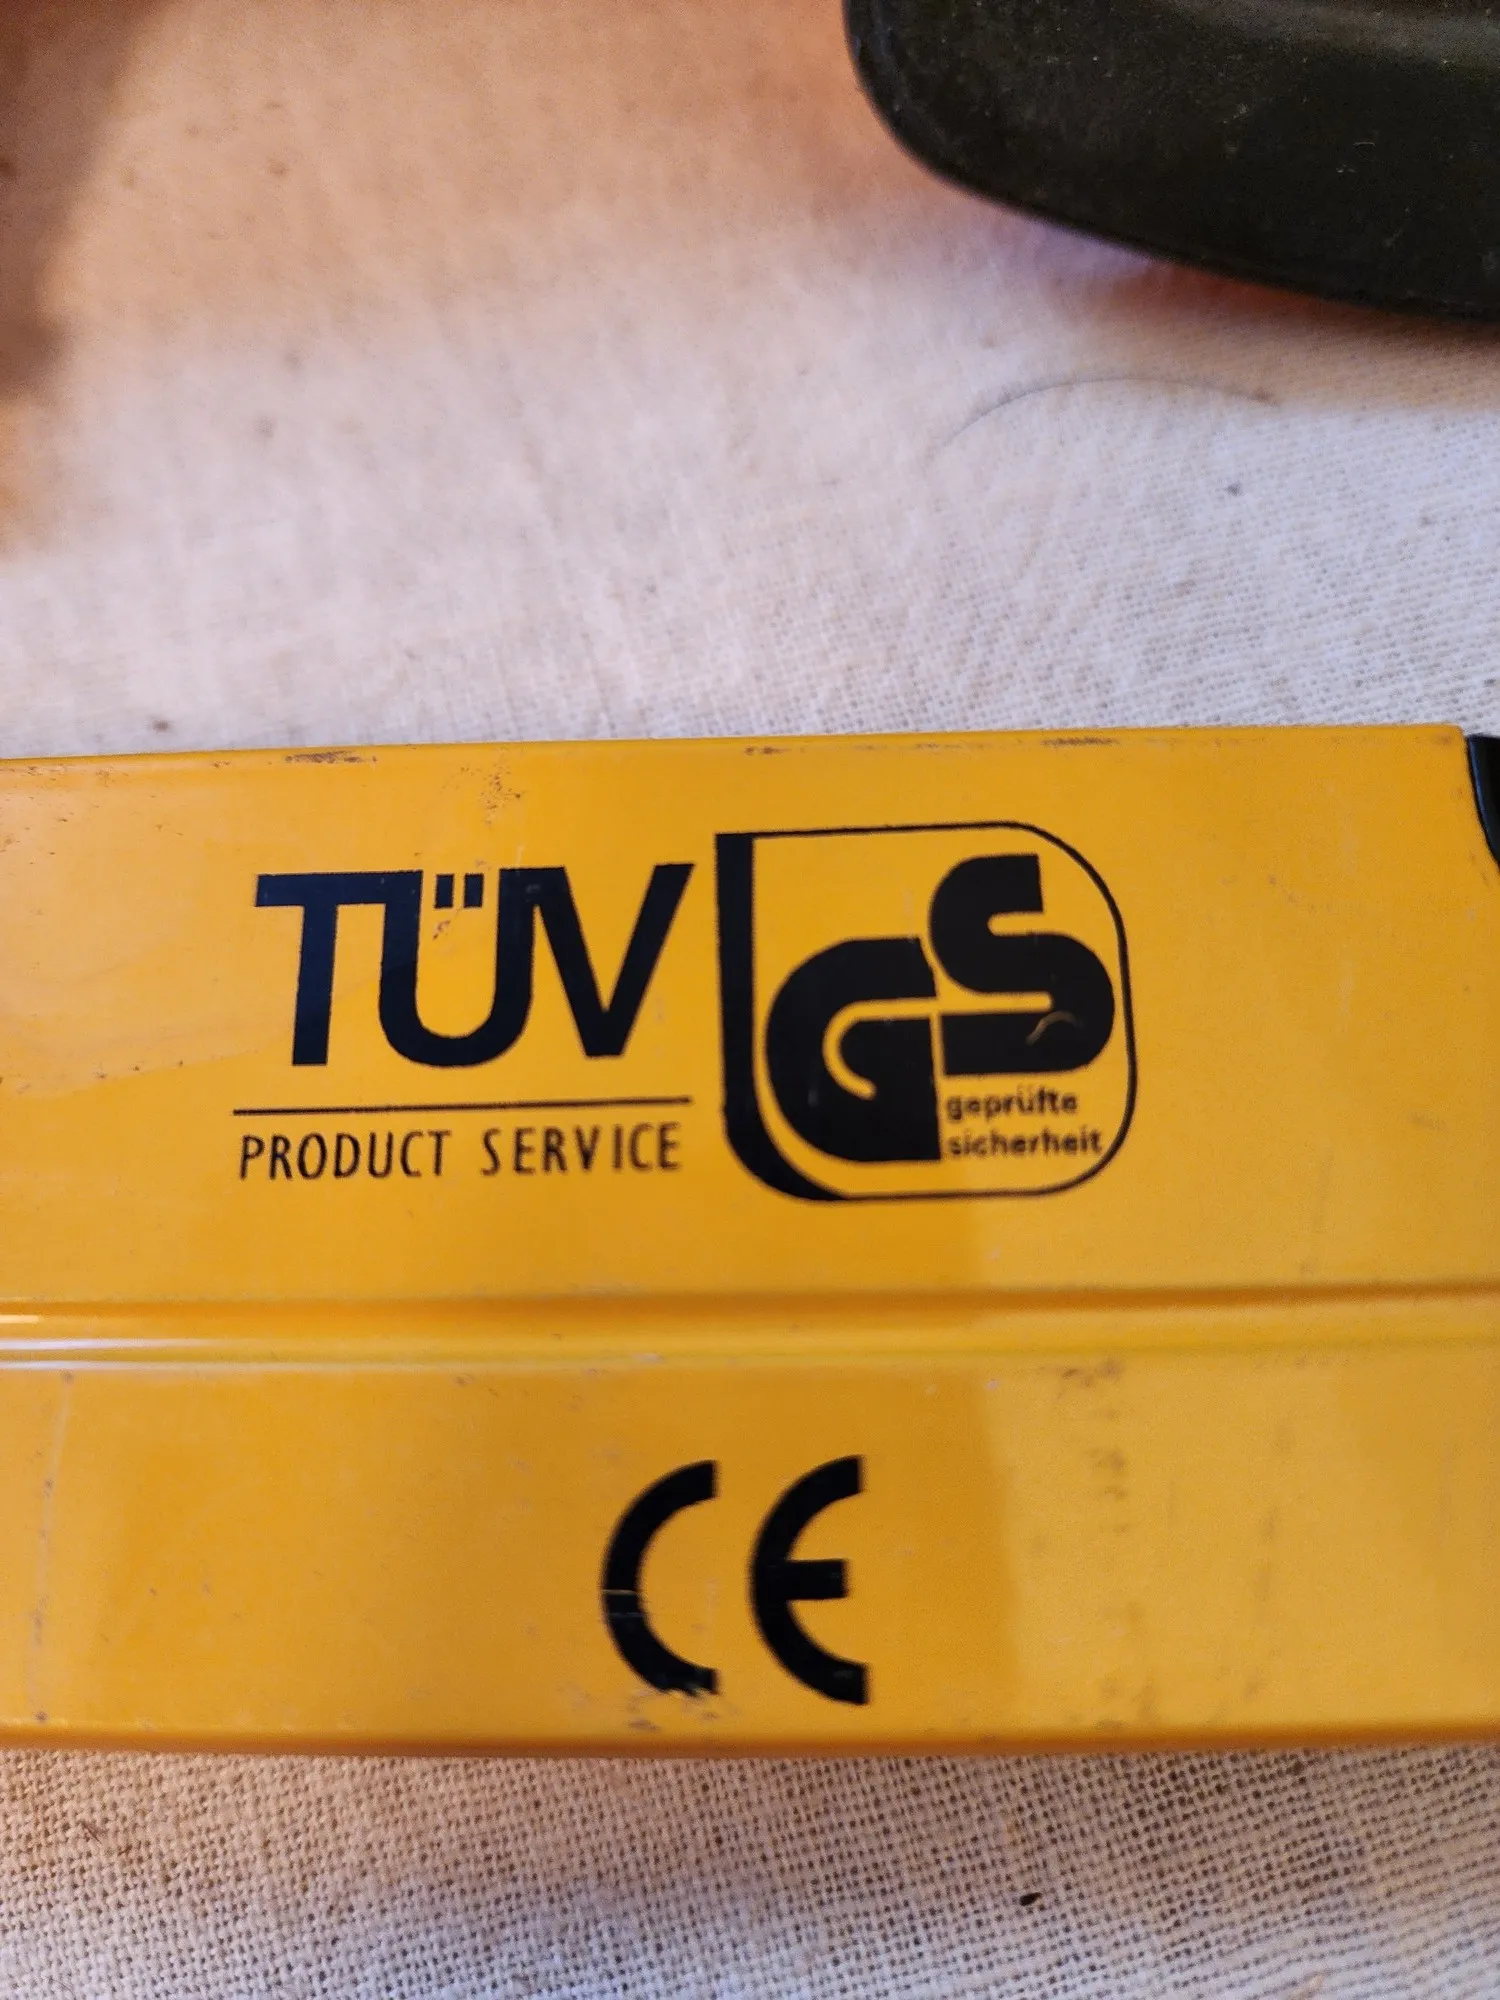 TÜV
PRODUCT SERVICE
GS
geprüfte
sicherheit
CE